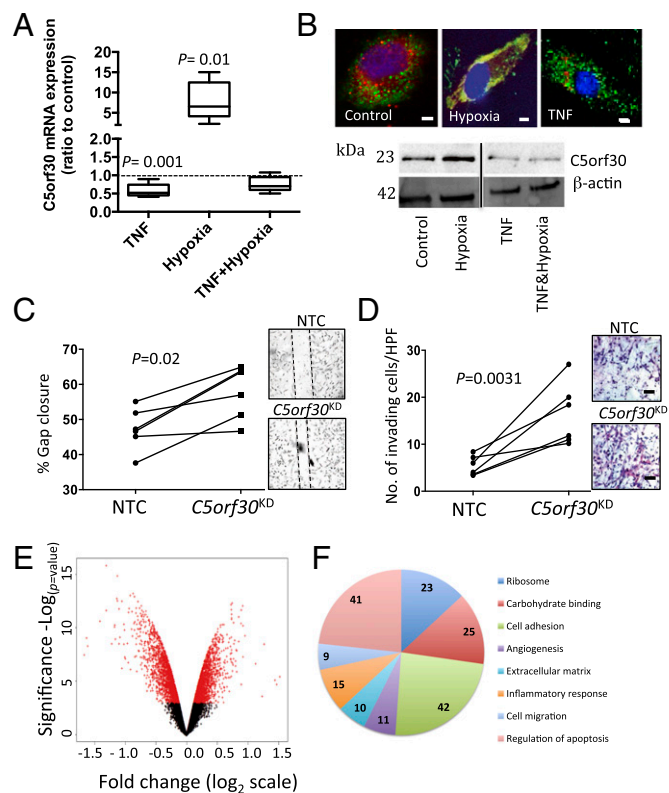 A
C5orf30 mRNA expression
(ratio to control)
20
15
10
5
1.0
0.5
0.0
P= 0.01
P= 0.001
TNF
Hypoxia
TNF+Hypoxia
B
Control
Hypoxia
TNF
kDa
23
C5orf30
42
β-actin
Control
Hypoxia
TNF
TNF&Hypoxia
C
% Gap closure
70
60
50
40
30
P=0.02
NTC
C5orf30KD
NTC
C5orf30KD
D
No. of invading cells/HPF
30
20
10
0
P=0.0031
NTC
C5orf30KD
NTC
C5orf30KD
E
Significance -Log(p=value)
15
10
5
0
-1.5 -1.0 -0.5 0.0 0.5 1.0 1.5
Fold change (log2 scale)
F
23
25
42
11
10
15
9
41
Ribosome
Carbohydrate binding
Cell adhesion
Angiogenesis
Extracellular matrix
Inflammatory response
Cell migration
Regulation of apoptosis